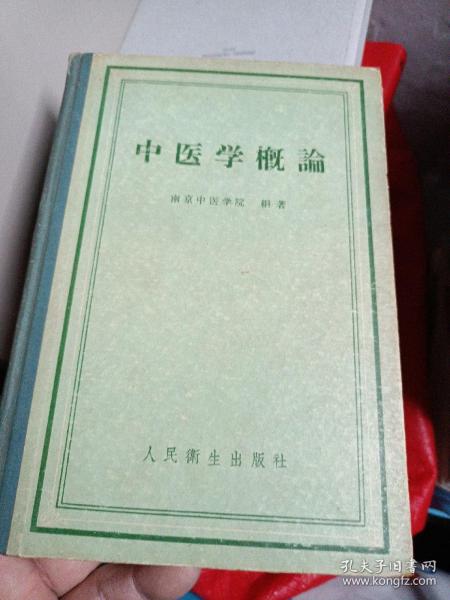 中医学概論
南京中医学院 編著
人民衛生出版社
孔夫子旧书网
www.kongfz.com